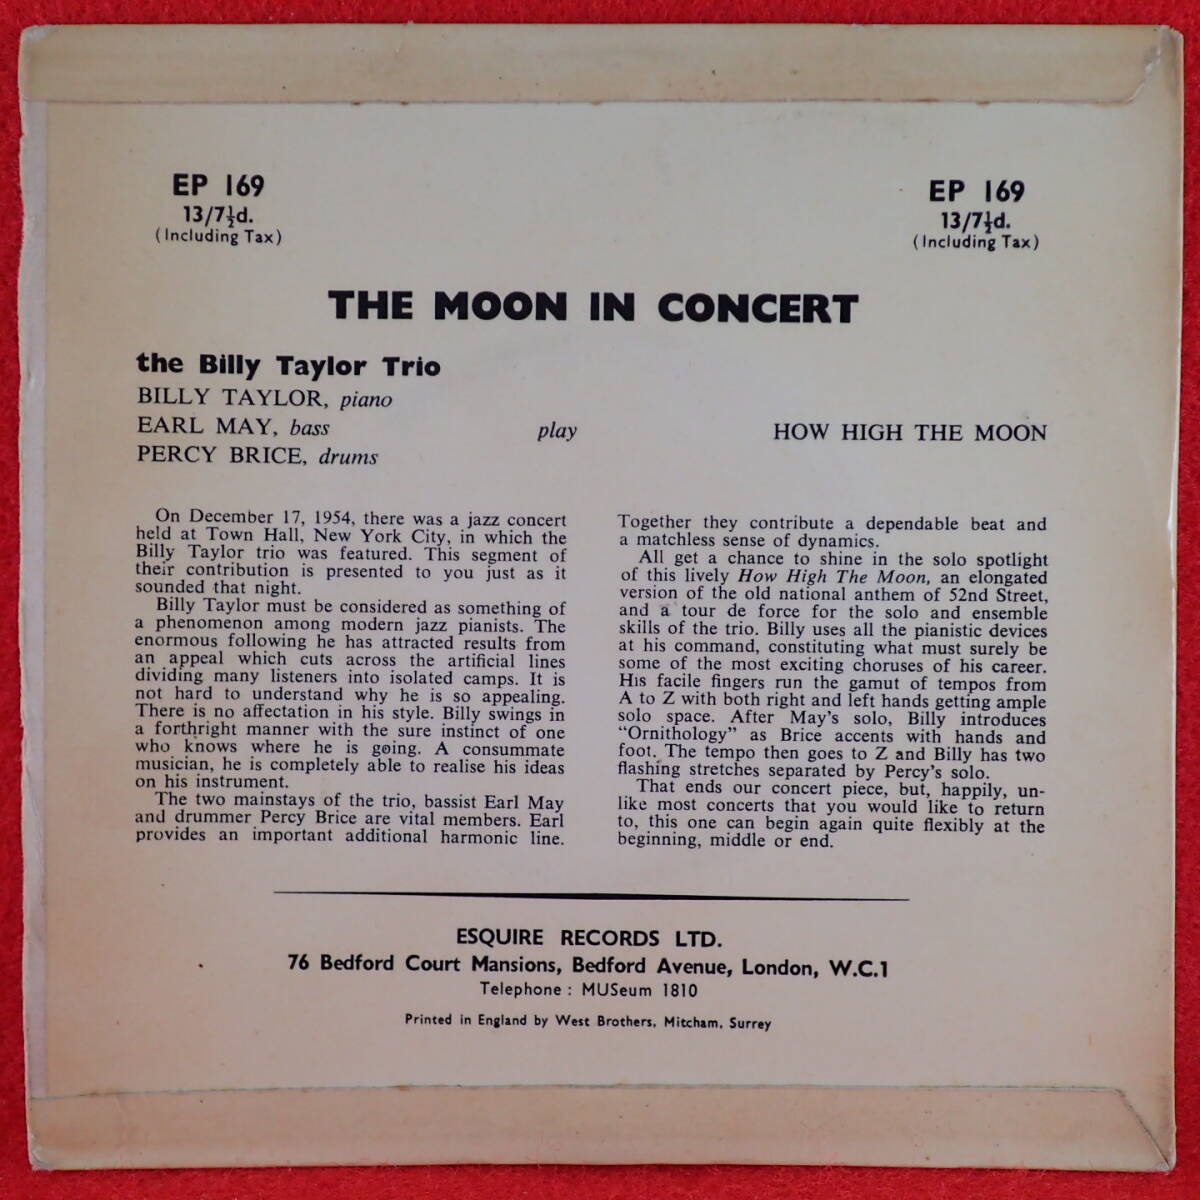 EP 169
13/7½d.
(Including Tax)
EP 169
13/7½d.
(Including Tax)
THE MOON IN CONCERT
the Billy Taylor Trio
BILLY TAYLOR, piano
EARL MAY, bass play HOW HIGH THE MOON
PERCY BRICE, drums
On December 17, 1954, there was a jazz concert
held at Town Hall, New York City, in which the
Billy Taylor trio was featured. This segment of
their contribution is presented to you just as it
sounded that night.
Billy Taylor must be considered as something of
a phenomenon among modern jazz pianists. The
enormous following he has attracted results from
an appeal which cuts across the artificial lines
dividing many listeners into isolated camps. It is
not hard to understand why he is so appealing.
There is no affectation in his style. Billy swings in
a forthright manner with the sure instinct of one
who knows where he is going. A consummate
musician, he is completely able to realise his ideas
on his instrument.
The two mainstays of the trio, bassist Earl May
and drummer Percy Brice are vital members. Earl
provides an important additional harmonic line.
Together they contribute a dependable beat and
a matchless sense of dynamics.
All get a chance to shine in the solo spotlight
of this lively How High The Moon, an elongated
version of the old national anthem of 52nd Street,
and a tour de force for the solo and ensemble
skills of the trio. Billy uses all the pianistic devices
at his command, constituting what must surely be
some of the most exciting choruses of his career.
His facile fingers run the gamut of tempos from
A to Z with both right and left hands getting ample
solo space. After May's solo, Billy introduces
"Ornithology" as Brice accents with hands and
foot. The tempo then goes to Z and Billy has two
flashing stretches separated by Percy's solo.
That ends our concert piece, but, happily, un-
like most concerts that you would like to return
to, this one can begin again quite flexibly at the
beginning, middle or end.
ESQUIRE RECORDS LTD.
76 Bedford Court Mansions, Bedford Avenue, London, W.C.1
Telephone : MUSeum 1810
Printed in England by West Brothers, Mitcham, Surrey